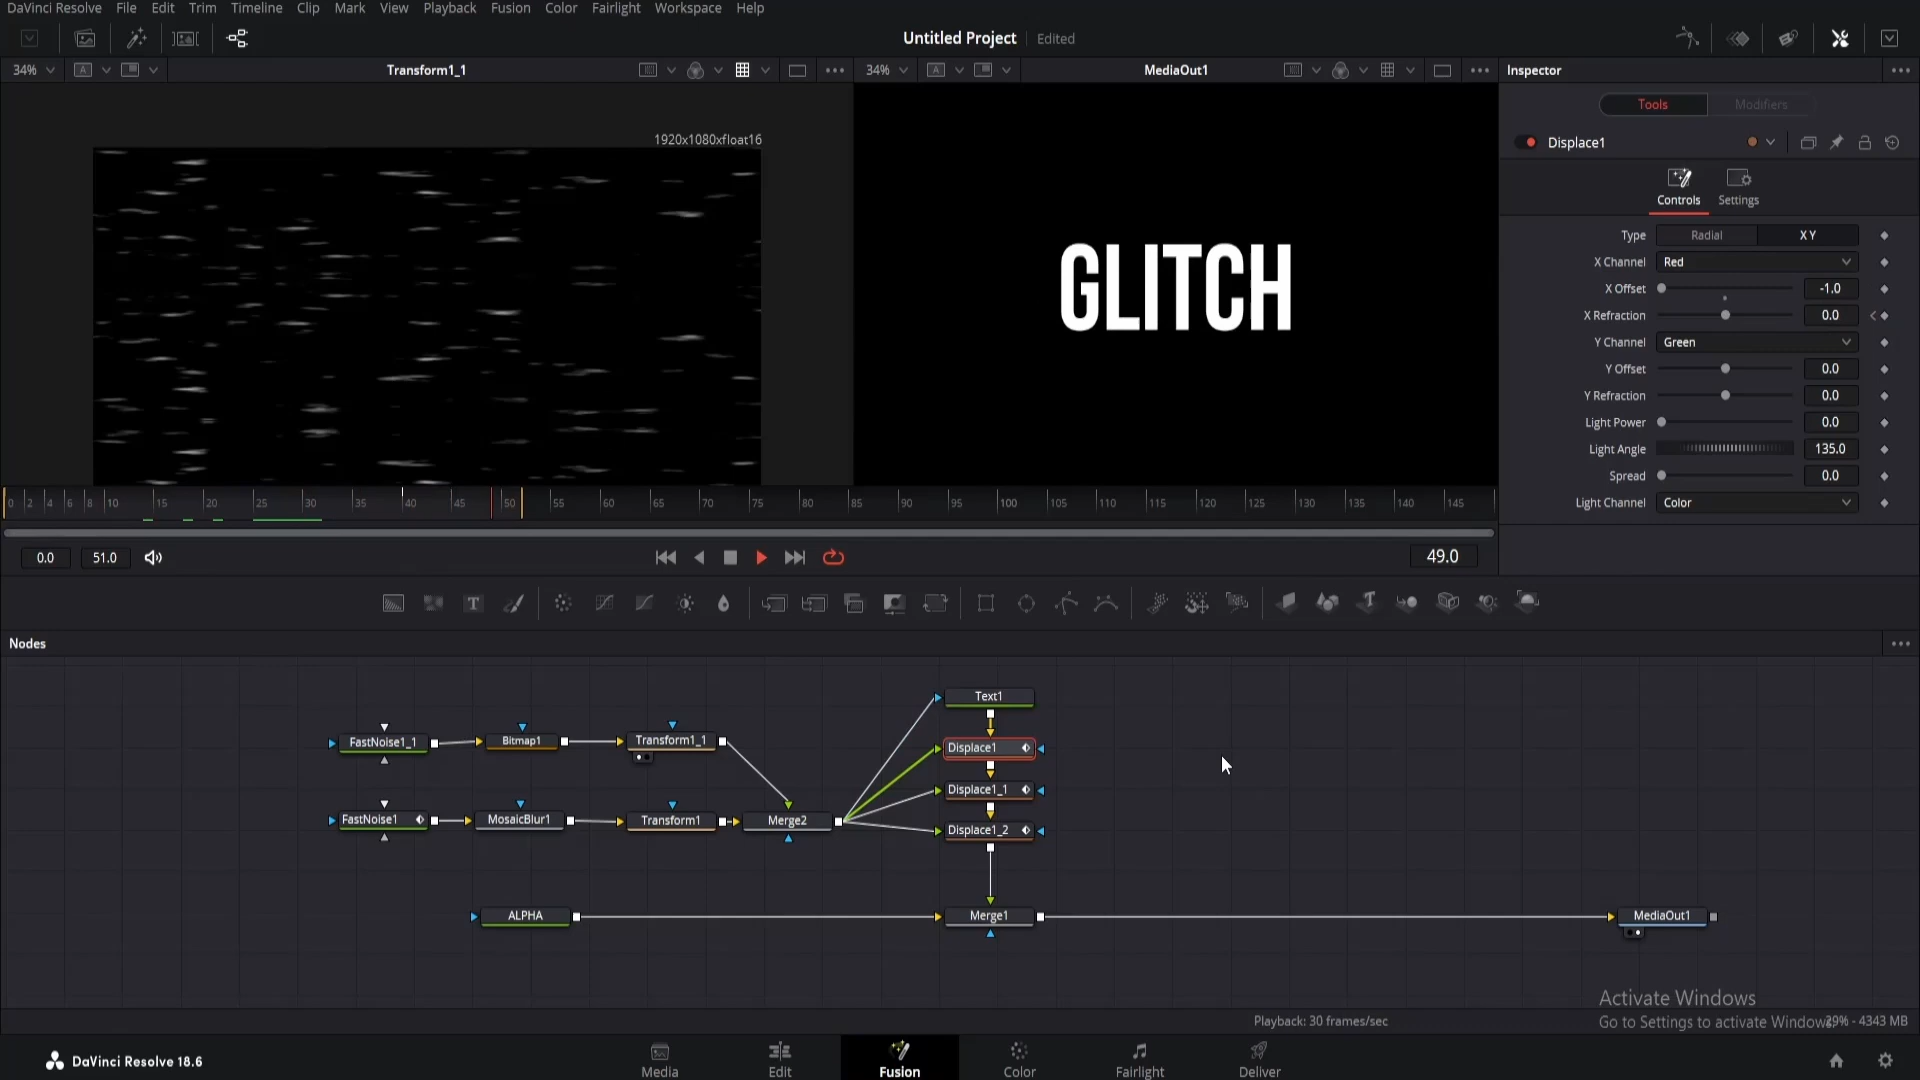 DaVinci Resolve File Edit Trim Timeline Clip Mark View Playback Fusion Color Fairlight Workspace Help
Untitled Project Edited
34% A Transform1_1 34% A MediaOut1 Inspector
Tools Modifiers
1920x1080xfloat16
Displace1
Controls Settings
GLITCH
Type Radial X Y
X Channel Red
X Offset -1.0
X Refraction 0.0
Y Channel Green
Y Offset 0.0
Y Refraction 0.0
Light Power 0.0
Light Angle 135.0
Spread 0.0
Light Channel Color
0 2 4 6 8 10 15 20 25 30 35 40 45 50 55 60 65 70 75 80 85 90 95 100 105 110 115 120 125 130 135 140 145
0.0 51.0 49.0
T T
Nodes
Text1
FastNoise1_1 Bitmap1 Transform1_1 Displace1
Displace1_1
FastNoise1 MosaicBlur1 Transform1 Merge2 Displace1_2
ALPHA Merge1 MediaOut1
Activate Windows
Playback: 30 frames/sec Go to Settings to activate Windows. 29% - 4343 MB
DaVinci Resolve 18.6
Media Edit Fusion Color Fairlight Deliver